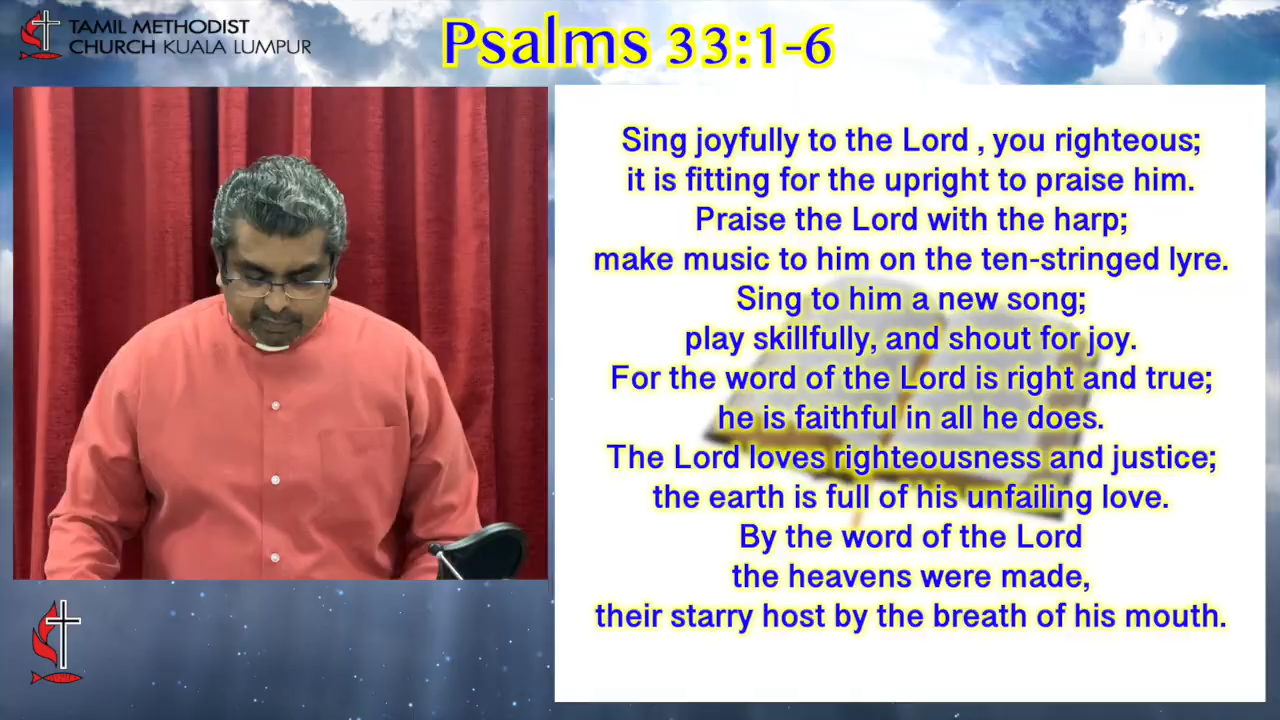 TAMIL METHODIST
CHURCH KUALA LUMPUR
Psalms 33:1-6
Sing joyfully to the Lord , you righteous;
it is fitting for the upright to praise him.
Praise the Lord with the harp;
make music to him on the ten-stringed lyre.
Sing to him a new song;
play skillfully, and shout for joy.
For the word of the Lord is right and true;
he is faithful in all he does.
The Lord loves righteousness and justice;
the earth is full of his unfailing love.
By the word of the Lord
the heavens were made,
their starry host by the breath of his mouth.